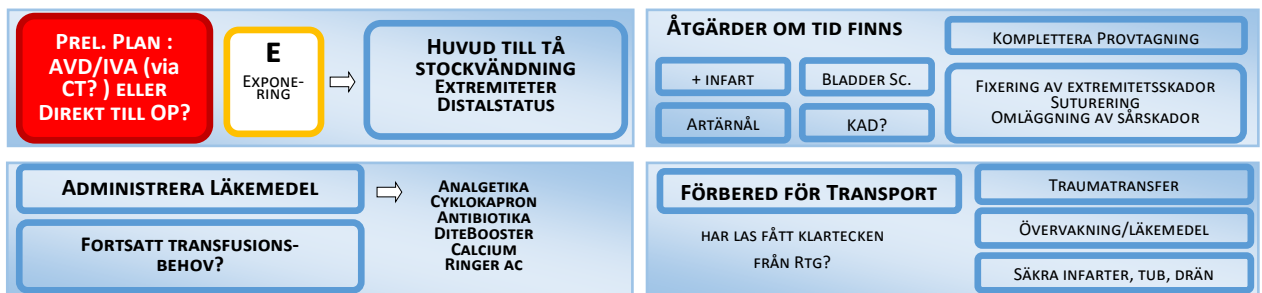 PREL. PLAN :
AVD/IVA (via
CT? ) ELLER
DIREKT TILL OP?
E
EXPONE-
RING
HUVUD TILL TÅ
STOCKVÄNDNING
EXTREMITETER
DISTALSTATUS
ÅTGÄRDER OM TID FINNS
+ INFART
BLADDER SC.
ARTÄRNÅL
KAD?
KOMPLETTERA PROVTAGNING
FIXERING AV EXTREMITETSSKADOR
SUTURERING
OMLÄGGNING AV SÅRSKADOR
ADMINISTRERA LÄKEMEDEL
FORTSATT TRANSFUSIONS-
BEHOV?
ANALGETIKA
CYKLOKAPRON
ANTIBIOTIKA
DITEBOOSTER
CALCIUM
RINGER AC
FÖRBERED FÖR TRANSPORT
HAR LAS FÅTT KLARTECKEN
FRÅN RTG?
TRAUMATRANSFER
ÖVERVAKNING/LÄKEMEDEL
SÄKRA INFARTER, TUB, DRÄN